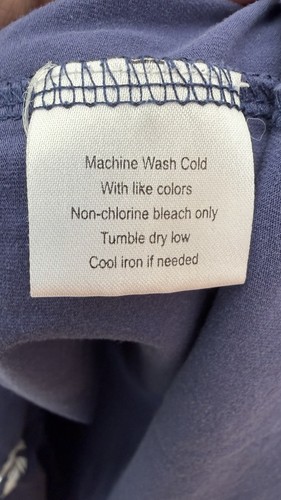 Machine Wash Cold
With like colors
Non-chlorine bleach only
Tumble dry low
Cool iron if needed